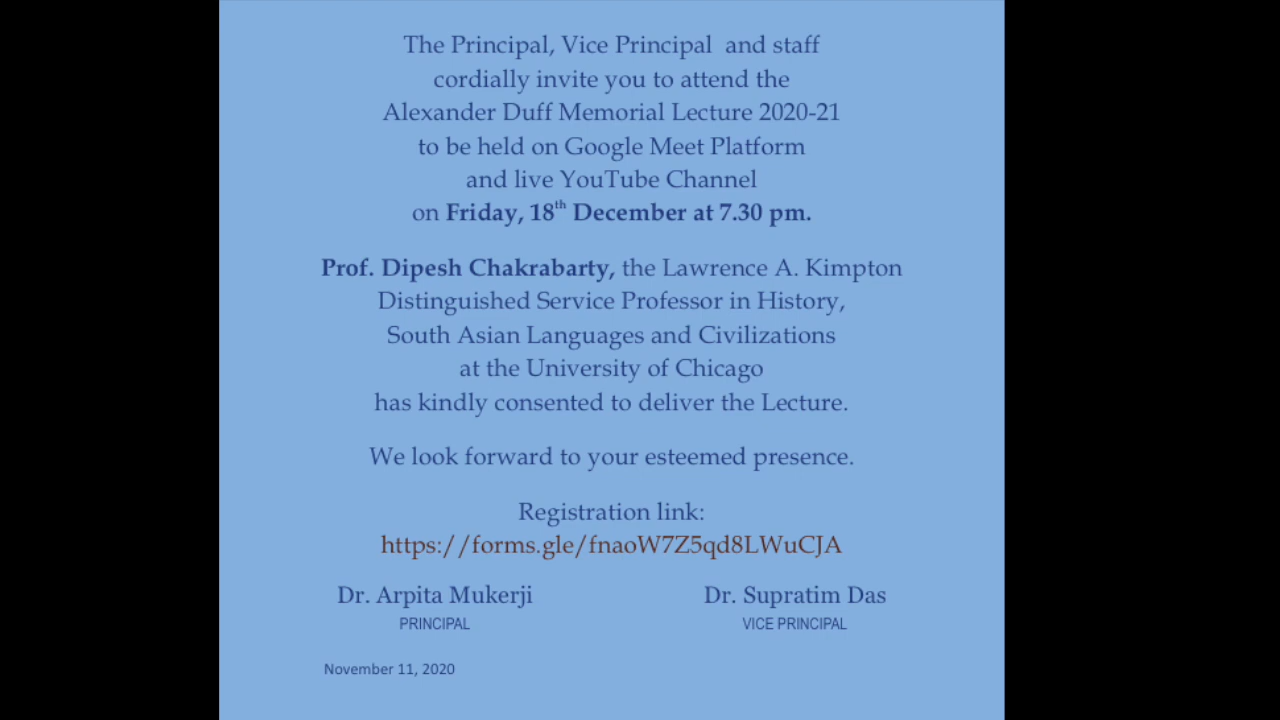 The Principal, Vice Principal and staff
cordially invite you to attend the
Alexander Duff Memorial Lecture 2020-21
to be held on Google Meet Platform
and live YouTube Channel
on Friday, 18th December at 7.30 pm.
Prof. Dipesh Chakrabarty, the Lawrence A. Kimpton
Distinguished Service Professor in History,
South Asian Languages and Civilizations
at the University of Chicago
has kindly consented to deliver the Lecture.
We look forward to your esteemed presence.
Registration link:
https://forms.gle/fnaoW7Z5qd8LWuCJA
Dr. Arpita Mukerji Dr. Supratim Das
PRINCIPAL VICE PRINCIPAL
November 11, 2020